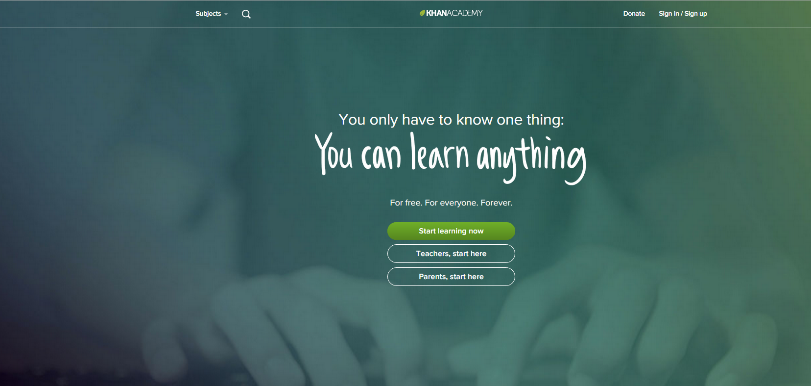 Subjects
KHANACADEMY
Donate
Sign in / Sign up
You only have to know one thing:
You can learn anything
For free. For everyone. Forever.
Start learning now
Teachers, start here
Parents, start here